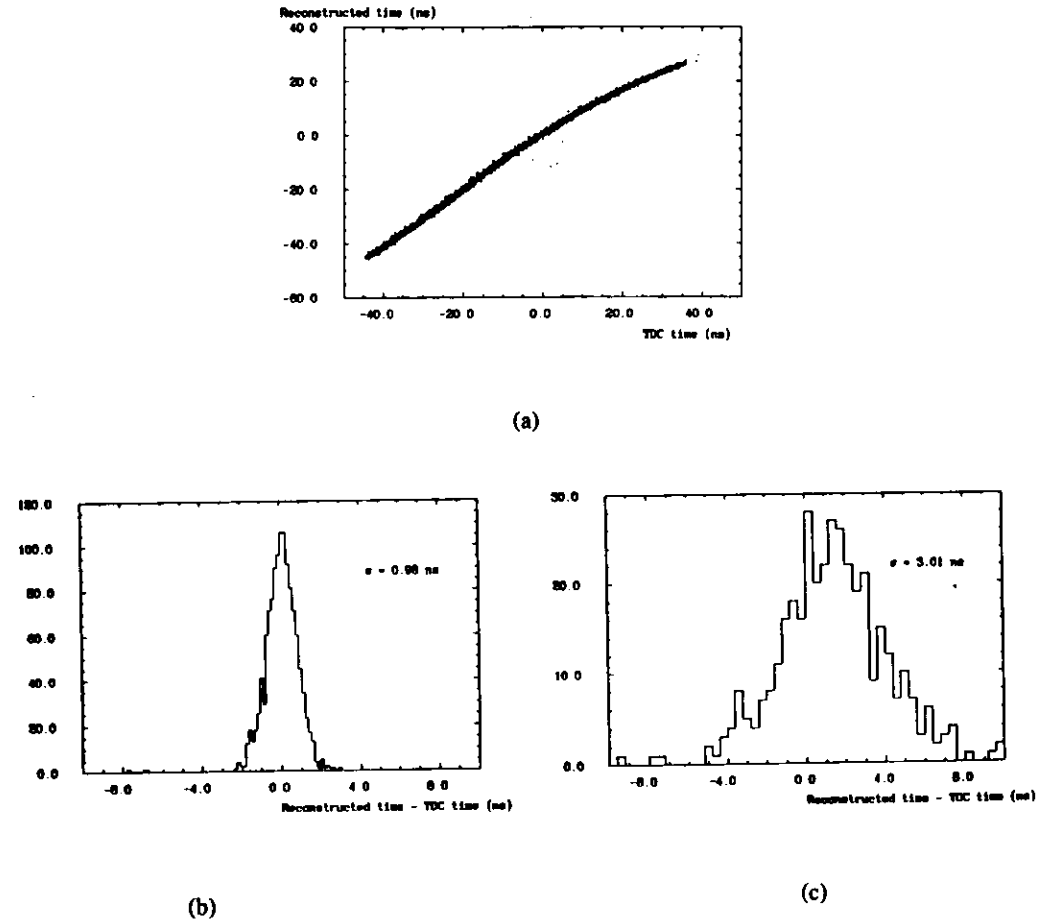 Reconstructed time (ns)
40 0
20 0
0 0
-20.0
-40.0
-60 0
-40.0 -20.0 0.0 20.0 40 0
TDC time (ns)
(a)
120.0
100.0
80.0
60.0
40.0
20.0
0.0
σ = 0.98 ns
-8.0 -4.0 0 0 4 0 8 0
Reconstructed time - TDC time (ns)
(b)
30.0
20.0
10 0
0.0
σ = 3.01 ns
-8.0 -4.0 0 0 4.0 8.0
Reconstructed time - TDC time (ns)
(c)